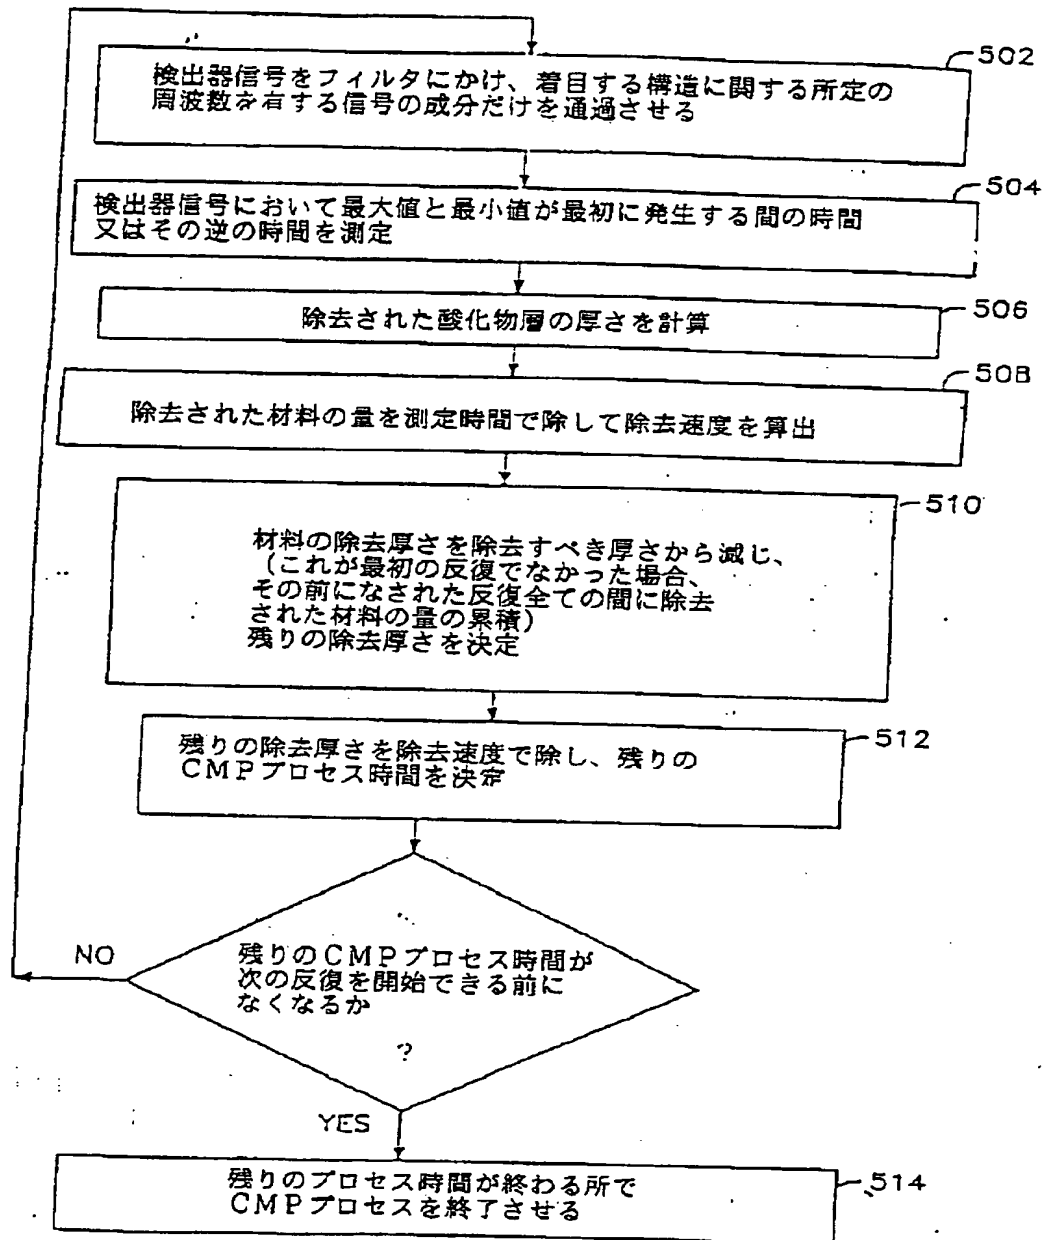 検出器信号をフィルタにかけ、着目する構造に関する所定の
周波数を有する信号の成分だけを通過させる
502
検出器信号において最大値と最小値が最初に発生する間の時間
又はその逆の時間を測定
504
除去された酸化物層の厚さを計算
506
除去された材料の量を測定時間で除して除去速度を算出
508
材料の除去厚さを除去すべき厚さから減じ、
(これが最初の反復でなかった場合、
その前になされた反復全ての間に除去
された材料の量の累積)
残りの除去厚さを決定
510
残りの除去厚さを除去速度で除し、残りの
CMPプロセス時間を決定
512
NO
残りのCMPプロセス時間が
次の反復を開始できる前に
なくなるか
?
YES
残りのプロセス時間が終わる所で
CMPプロセスを終了させる
514